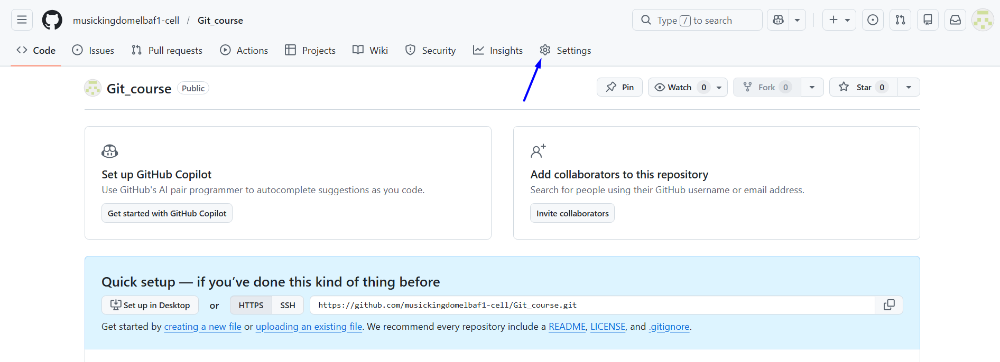 musickingdomelbaf1-cell / Git_course
Type / to search
Code Issues Pull requests Actions Projects Wiki Security Insights Settings
Git_course Public
Pin Watch 0 Fork 0 Star 0
Set up GitHub Copilot
Use GitHub's AI pair programmer to autocomplete suggestions as you code.
Get started with GitHub Copilot
Add collaborators to this repository
Search for people using their GitHub username or email address.
Invite collaborators
Quick setup — if you’ve done this kind of thing before
Set up in Desktop or HTTPS SSH https://github.com/musickingdomelbaf1-cell/Git_course.git
Get started by creating a new file or uploading an existing file. We recommend every repository include a README, LICENSE, and .gitignore.